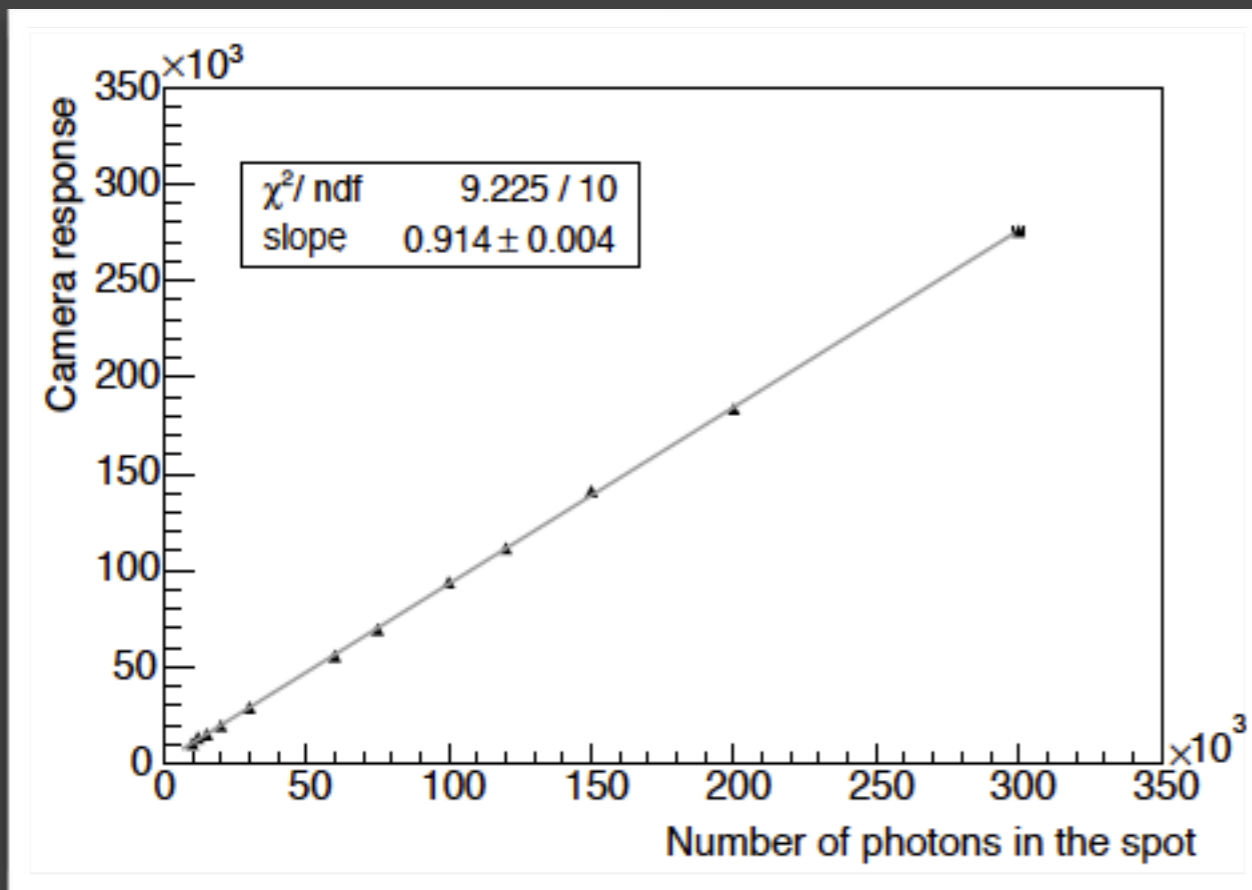 ×10³
350
300
250
200
150
100
50
0
Camera response
χ²/ ndf 9.225 / 10
slope 0.914 ± 0.004
0 50 100 150 200 250 300 350
×10³
Number of photons in the spot